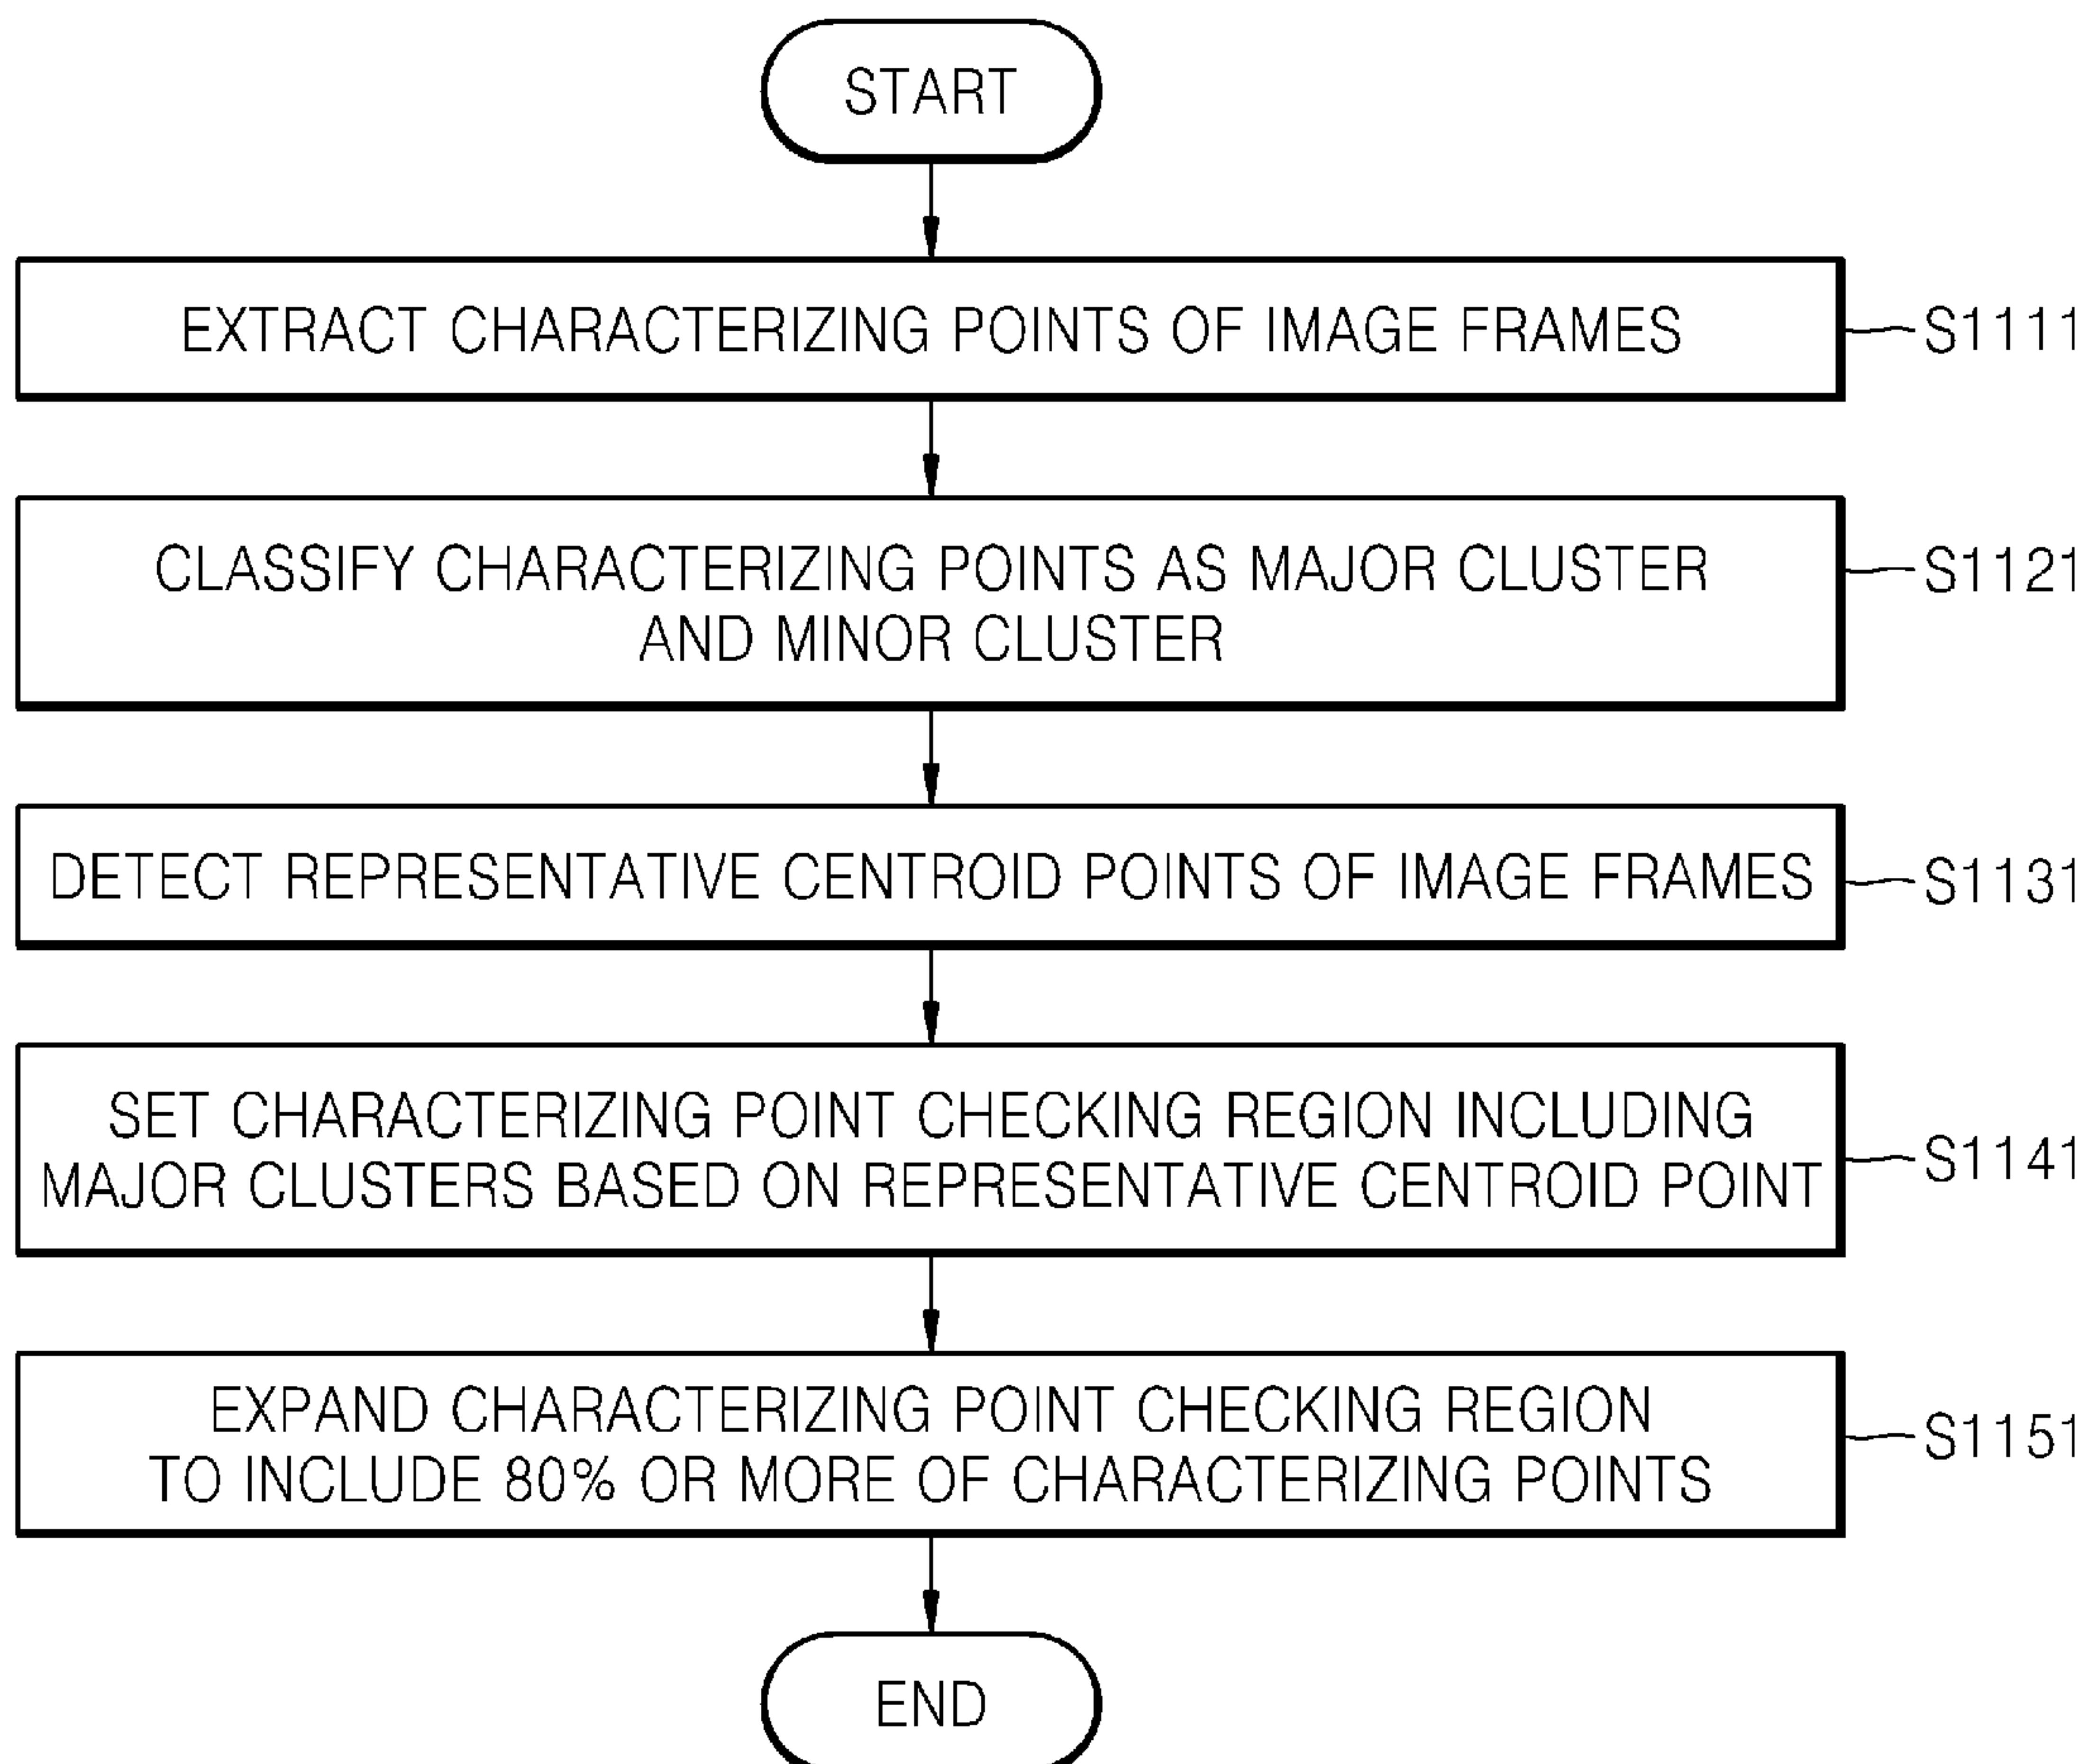 START
EXTRACT CHARACTERIZING POINTS OF IMAGE FRAMES
S1111
CLASSIFY CHARACTERIZING POINTS AS MAJOR CLUSTER
AND MINOR CLUSTER
S1121
DETECT REPRESENTATIVE CENTROID POINTS OF IMAGE FRAMES
S1131
SET CHARACTERIZING POINT CHECKING REGION INCLUDING
MAJOR CLUSTERS BASED ON REPRESENTATIVE CENTROID POINT
S1141
EXPAND CHARACTERIZING POINT CHECKING REGION
TO INCLUDE 80% OR MORE OF CHARACTERIZING POINTS
S1151
END